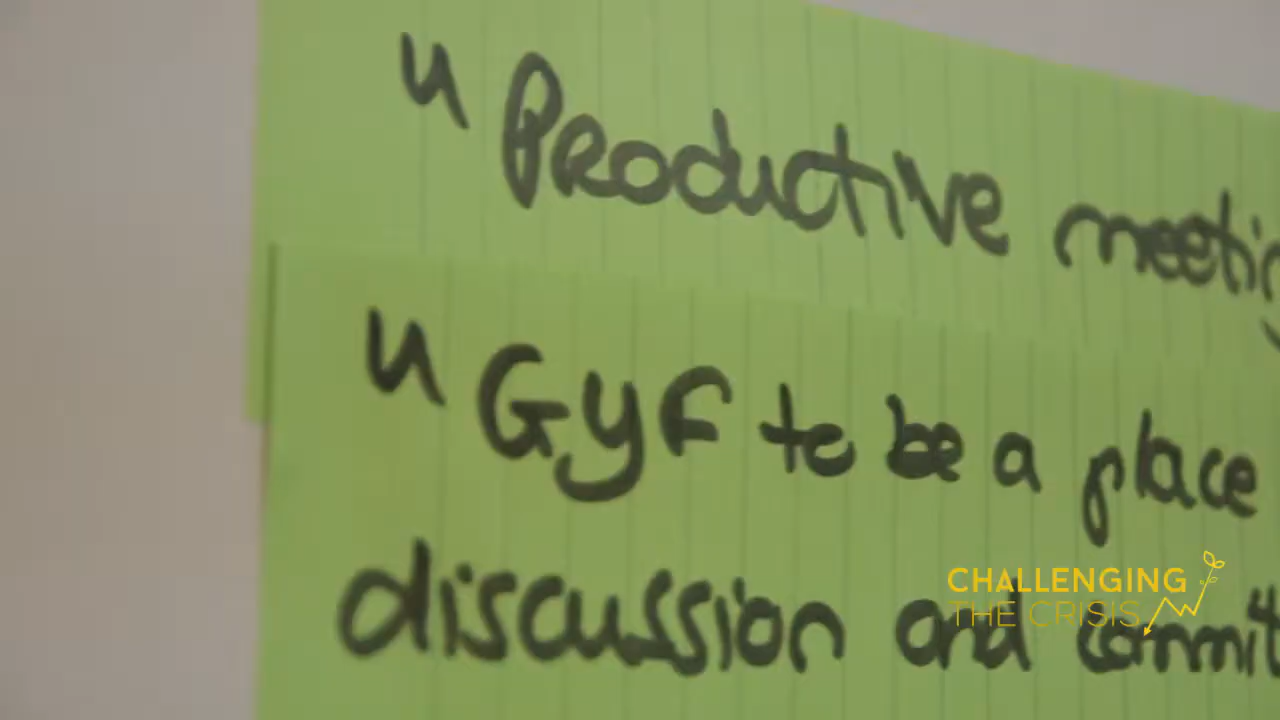 " Productive
" GYF to be a place
discussion and
CHALLENGING
THE CRISIS